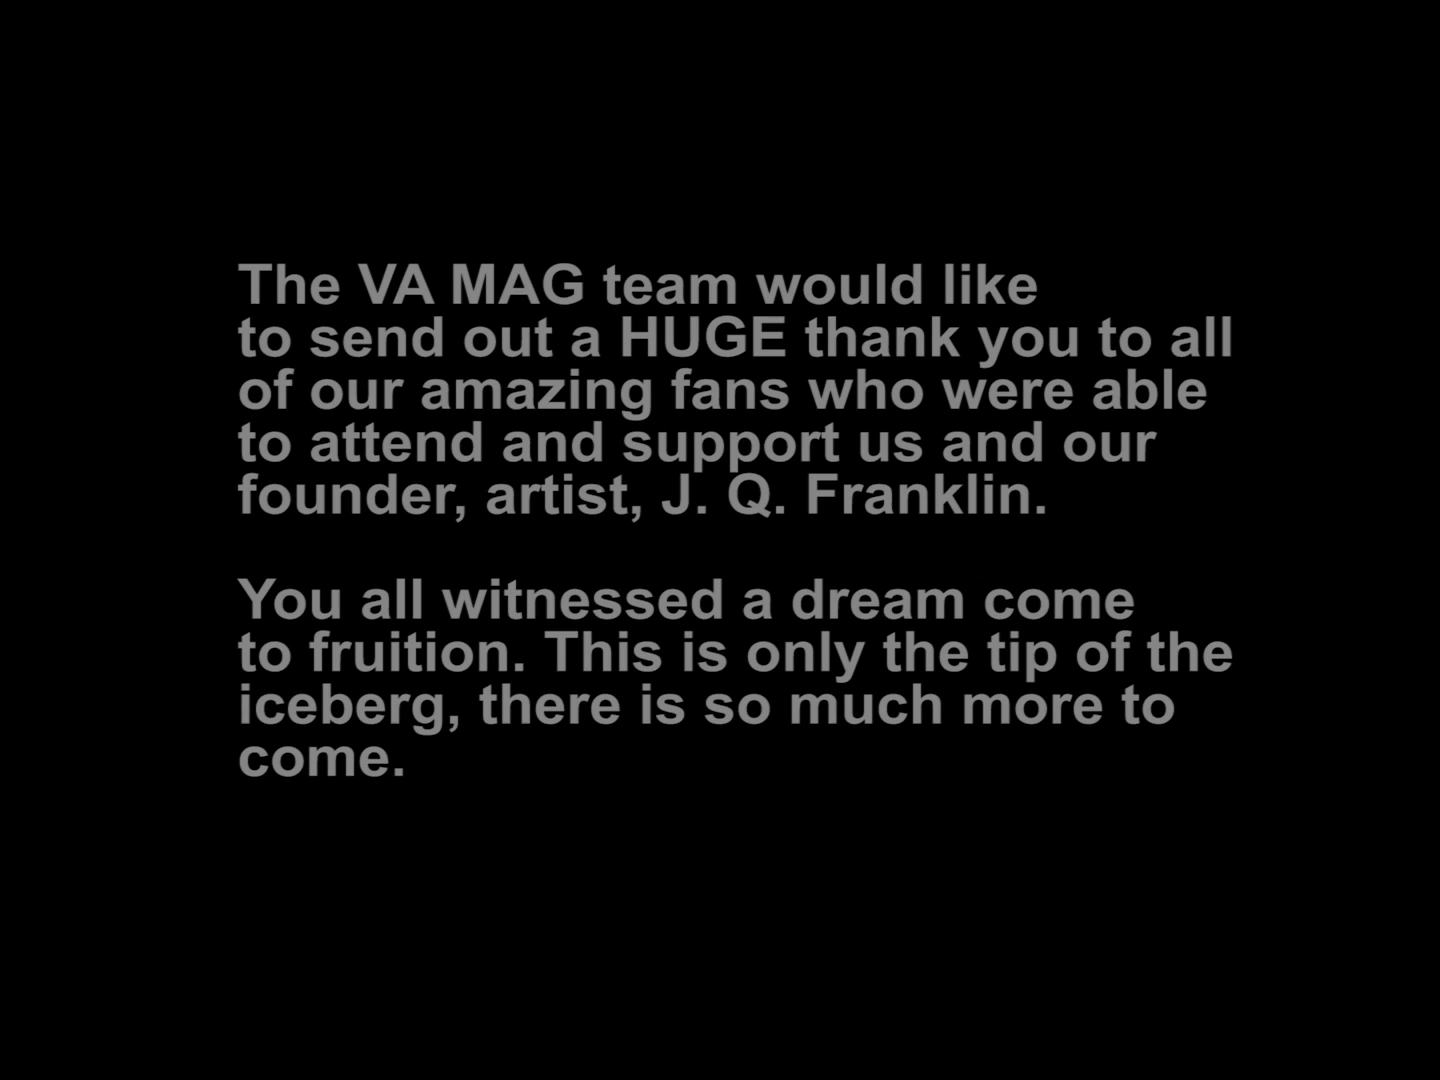 The VA MAG team would like
to send out a HUGE thank you to all
of our amazing fans who were able
to attend and support us and our
founder, artist, J. Q. Franklin.
You all witnessed a dream come
to fruition. This is only the tip of the
iceberg, there is so much more to
come.